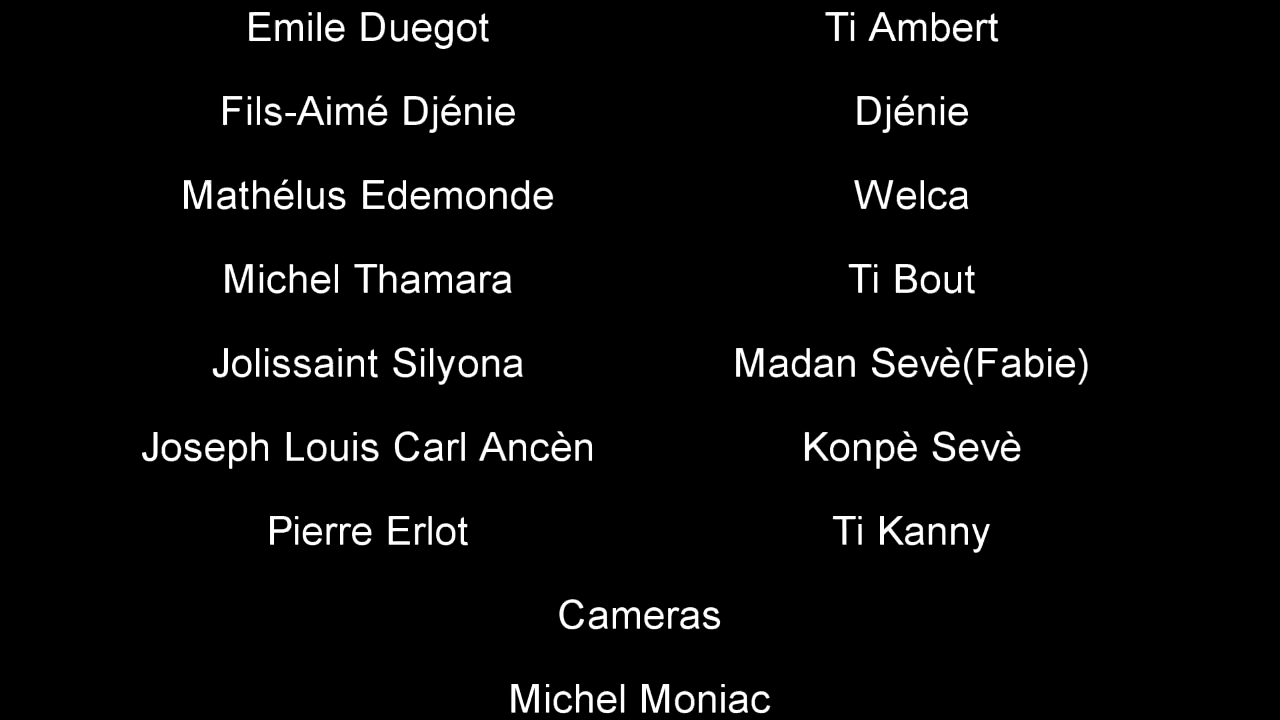 Emile Duegot Ti Ambert
Fils-Aimé Djénie Djénie
Mathélus Edemonde Welca
Michel Thamara Ti Bout
Jolissaint Silyona Madan Sevè(Fabie)
Joseph Louis Carl Ancèn Konpè Sevè
Pierre Erlot Ti Kanny
Cameras
Michel Moniac